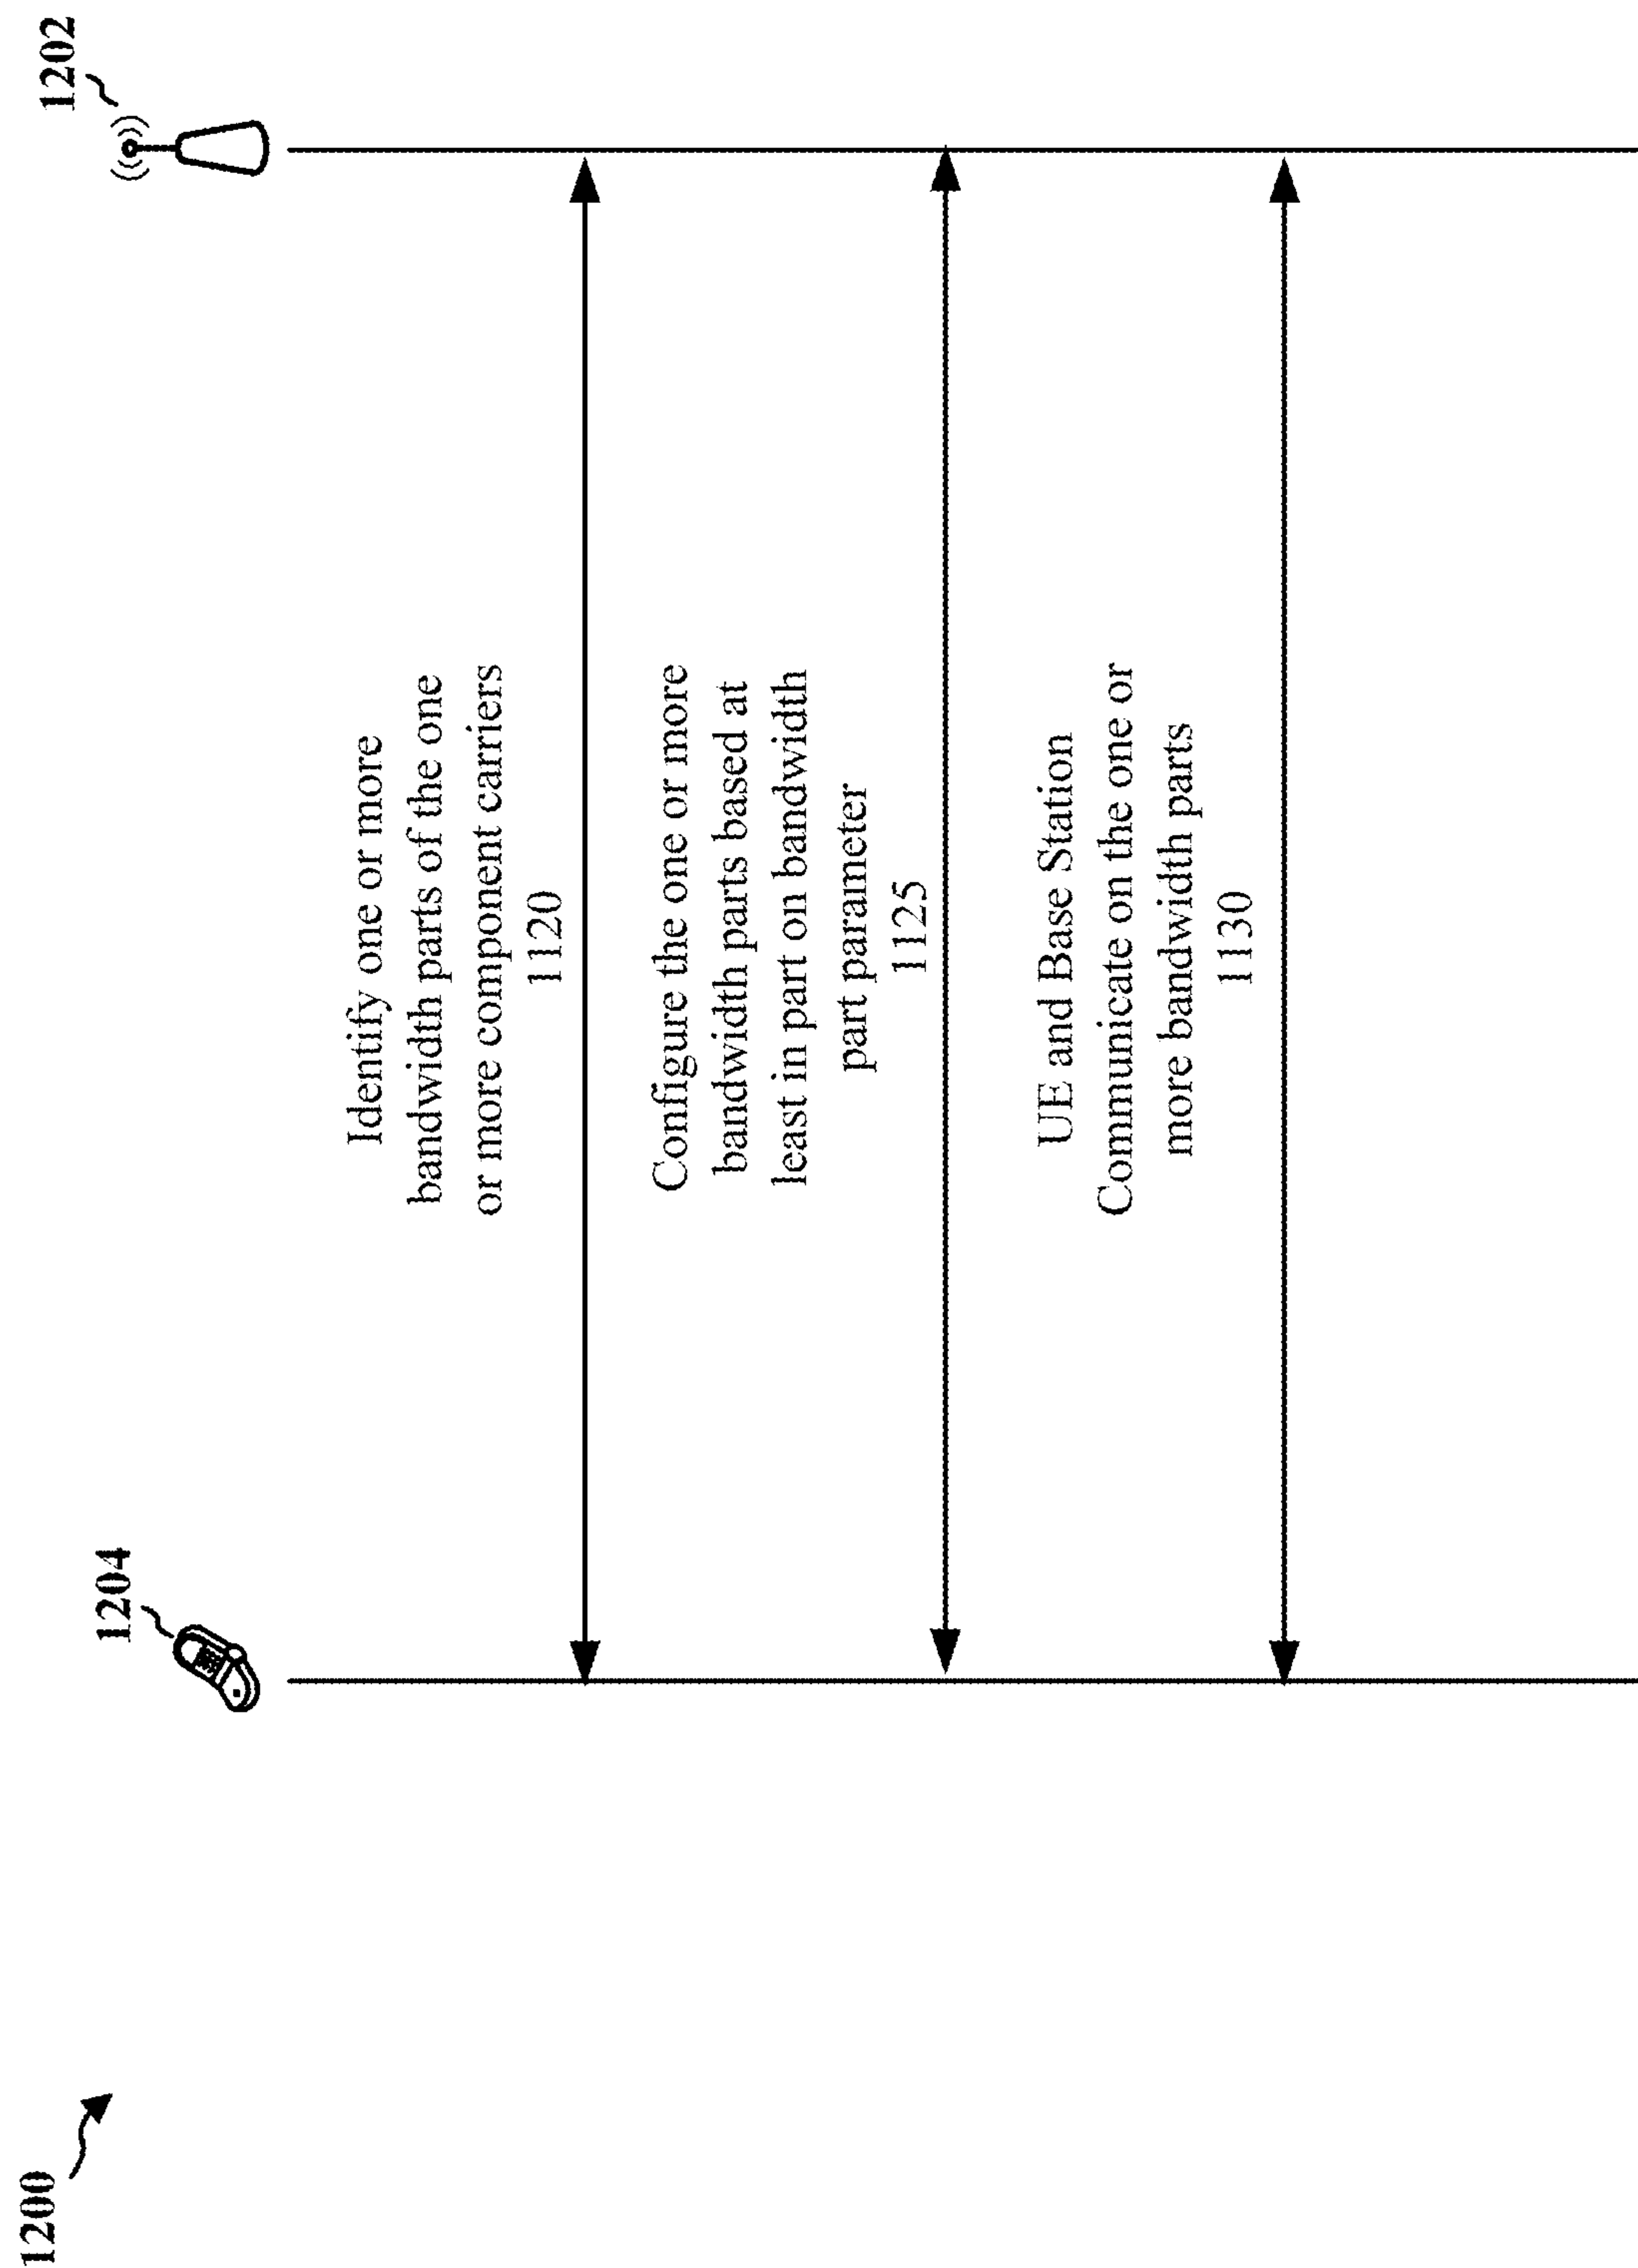 1200
1204
1202
Identify one or more
bandwidth parts of the one
or more component carriers
1120
Configure the one or more
bandwidth parts based at
least in part on bandwidth
part parameter
1125
UE and Base Station
Communicate on the one or
more bandwidth parts
1130